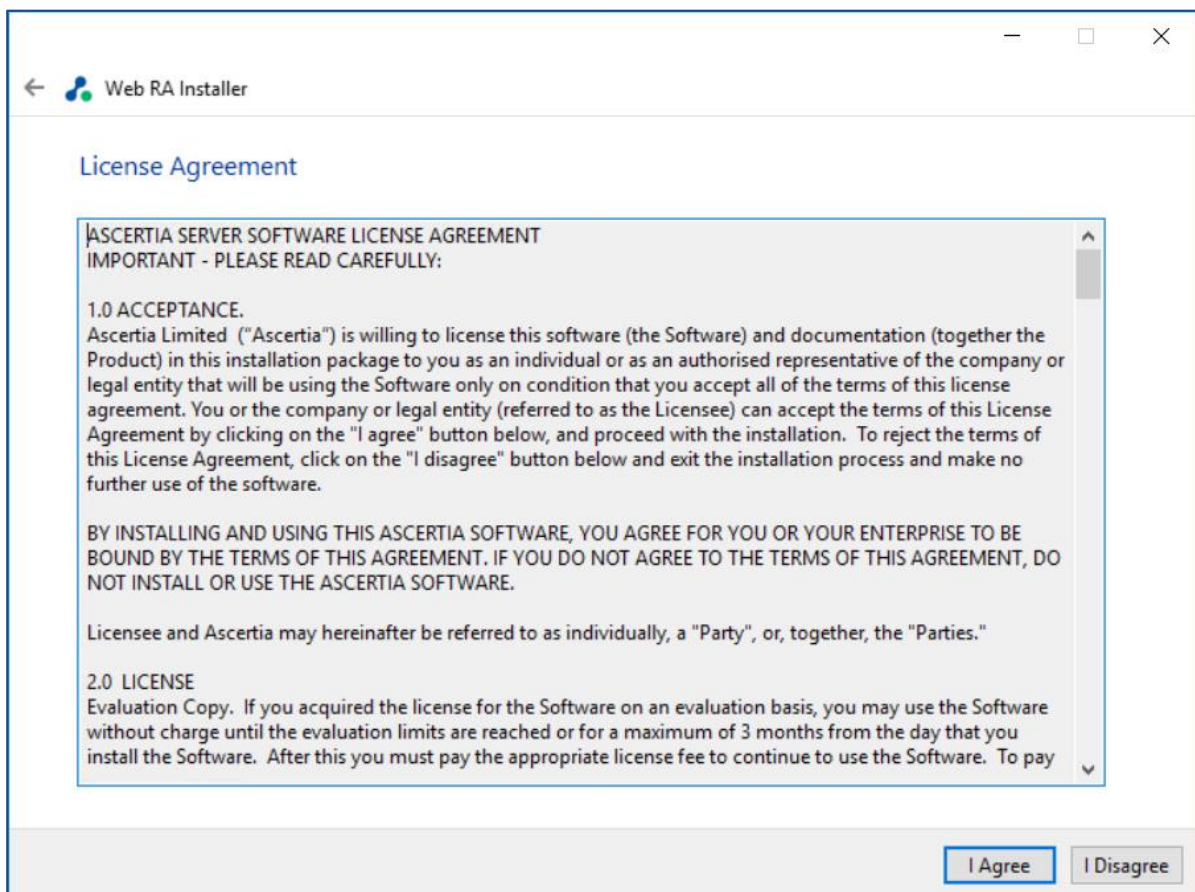 Web RA Installer
License Agreement
ASCERTIA SERVER SOFTWARE LICENSE AGREEMENT
IMPORTANT - PLEASE READ CAREFULLY:
1.0 ACCEPTANCE.
Ascertia Limited  ("Ascertia") is willing to license this software (the Software) and documentation (together the
Product) in this installation package to you as an individual or as an authorised representative of the company or
legal entity that will be using the Software only on condition that you accept all of the terms of this license
agreement. You or the company or legal entity (referred to as the Licensee) can accept the terms of this License
Agreement by clicking on the "I agree" button below, and proceed with the installation.  To reject the terms of
this License Agreement, click on the "I disagree" button below and exit the installation process and make no
further use of the software.
BY INSTALLING AND USING THIS ASCERTIA SOFTWARE, YOU AGREE FOR YOU OR YOUR ENTERPRISE TO BE
BOUND BY THE TERMS OF THIS AGREEMENT. IF YOU DO NOT AGREE TO THE TERMS OF THIS AGREEMENT, DO
NOT INSTALL OR USE THE ASCERTIA SOFTWARE.
Licensee and Ascertia may hereinafter be referred to as individually, a "Party", or, together, the "Parties."
2.0  LICENSE
Evaluation Copy.  If you acquired the license for the Software on an evaluation basis, you may use the Software
without charge until the evaluation limits are reached or for a maximum of 3 months from the day that you
install the Software.  After this you must pay the appropriate license fee to continue to use the Software.  To pay
I Agree
I Disagree